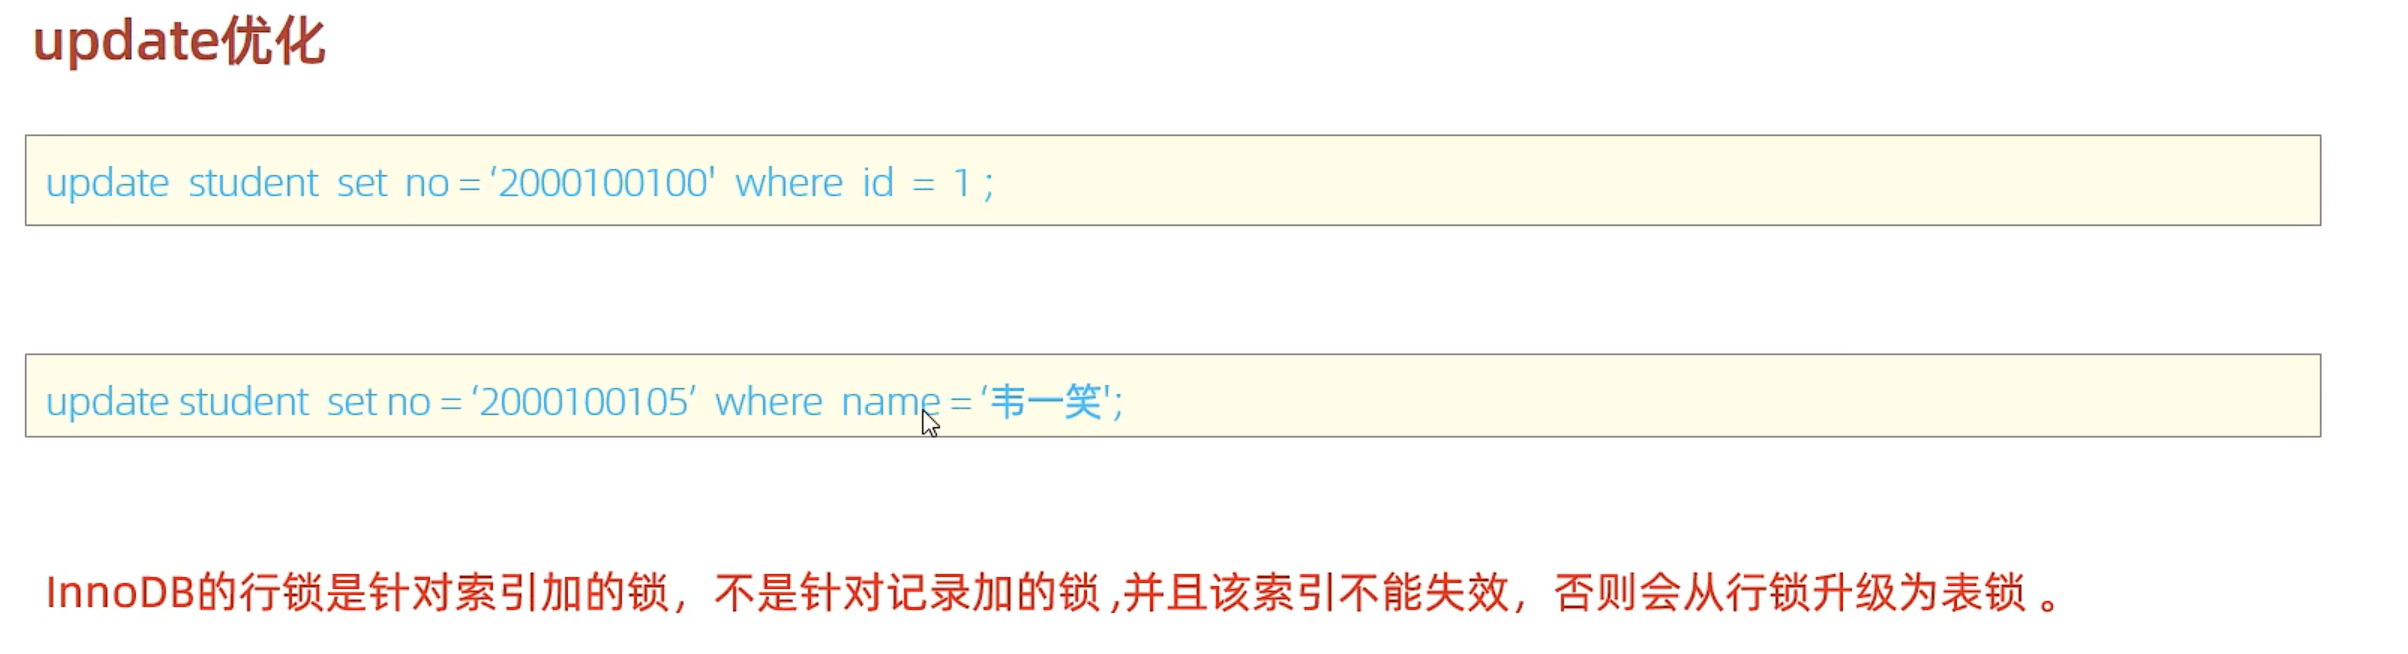 update优化
update student set no = ‘2000100100' where id = 1 ;
update student set no = ‘2000100105’ where name = ‘韦一笑';
InnoDB的行锁是针对索引加的锁，不是针对记录加的锁 ,并且该索引不能失效，否则会从行锁升级为表锁 。